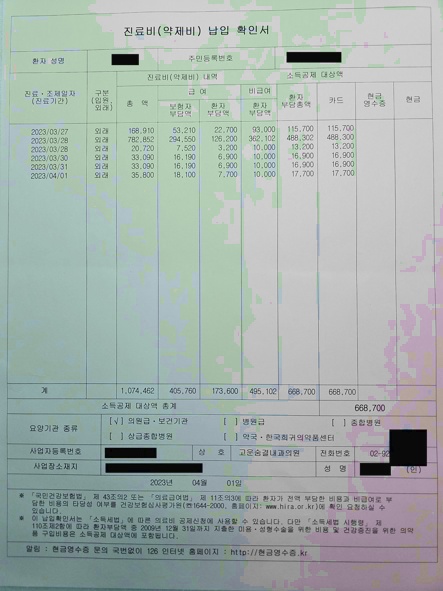 진료비(약제비) 납입 확인서
환자 성명 주민등록번호
진료·조제일자 (진료기간) 구분 (입원, 외래) 진료비(약제비) 내역 소득공제 대상액
총 액 급 여 비급여 환자 부담총액 카드 현금 영수증 현금
보험자 부담액 환자 부담액 환자 부담액
2023/03/27 외래 168,910 53,210 22,700 93,000 115,700 115,700
2023/03/28 외래 782,852 294,550 126,200 362,102 488,302 488,300
2023/03/28 외래 20,720 7,520 3,200 10,000 13,200 13,200
2023/03/30 외래 33,090 16,190 6,900 10,000 16,900 16,900
2023/03/31 외래 33,090 16,190 6,900 10,000 16,900 16,900
2023/04/01 외래 35,800 18,100 7,700 10,000 17,700 17,700
계 1,074,462 405,760 173,600 495,102 668,700 668,700
소득공제 대상액 총계 668,700
요양기관 종류 [√] 의원급·보건기관 [ ] 병원급 [ ] 종합병원
[ ] 상급종합병원 [ ] 약국·한국희귀의약품센터
사업자등록번호 상 호 고운숨결내과의원 전화번호 02-92
사업장소재지 성 명 (인)
2023년 04월 01일
※ 「국민건강보험법」 제 43조의2 또는 「의료급여법」 제 11조의3에 따라 환자가 전액 부담한 비용과 비급여로 부
담한 비용의 타당성 여부를 건강보험심사평가원(☎1644-2000, 홈페이지: www.hira.or.kr)에 확인 요청하실 수
있습니다.
※ 이 납입확인서는 「소득세법」에 따른 의료비 공제신청에 사용할 수 있습니다. 다만 「소득세법 시행령」 제
110조제2항에 따라 환자부담액 중 2009년 12월 31일까지 지출한 미용·성형수술을 위한 비용 및 건강증진을 위한 의약
품 구입비용은 소득공제 대상액에 포함됩니다.
알림 : 현금영수증 문의 국번없이 126 인터넷 홈페이지 : http://현금영수증.kr